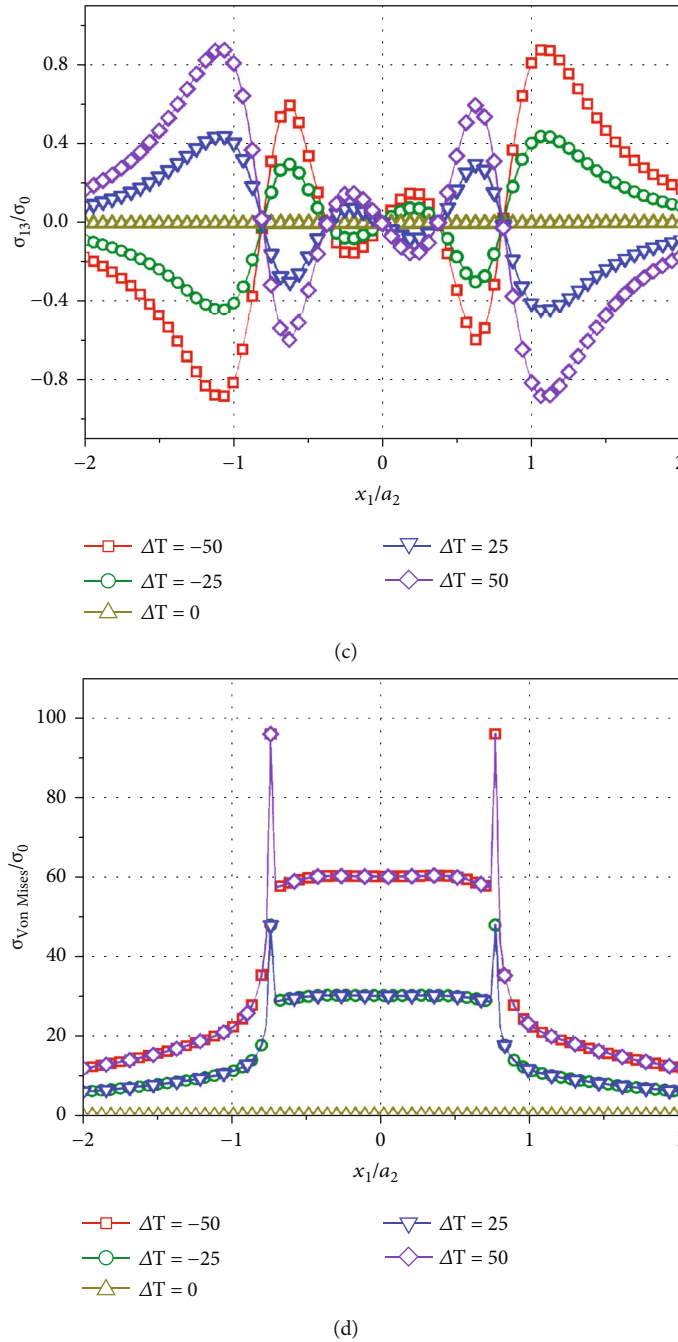 0.8
0.4
0.0
−0.4
−0.8
σ13/σ0
−2 −1 0 1 2
x1/a2
ΔT = −50 ΔT = 25
ΔT = −25 ΔT = 50
ΔT = 0
(c)
100
80
60
40
20
0
σVon Mises/σ0
−2 −1 0 1 2
x1/a2
ΔT = −50 ΔT = 25
ΔT = −25 ΔT = 50
ΔT = 0
(d)